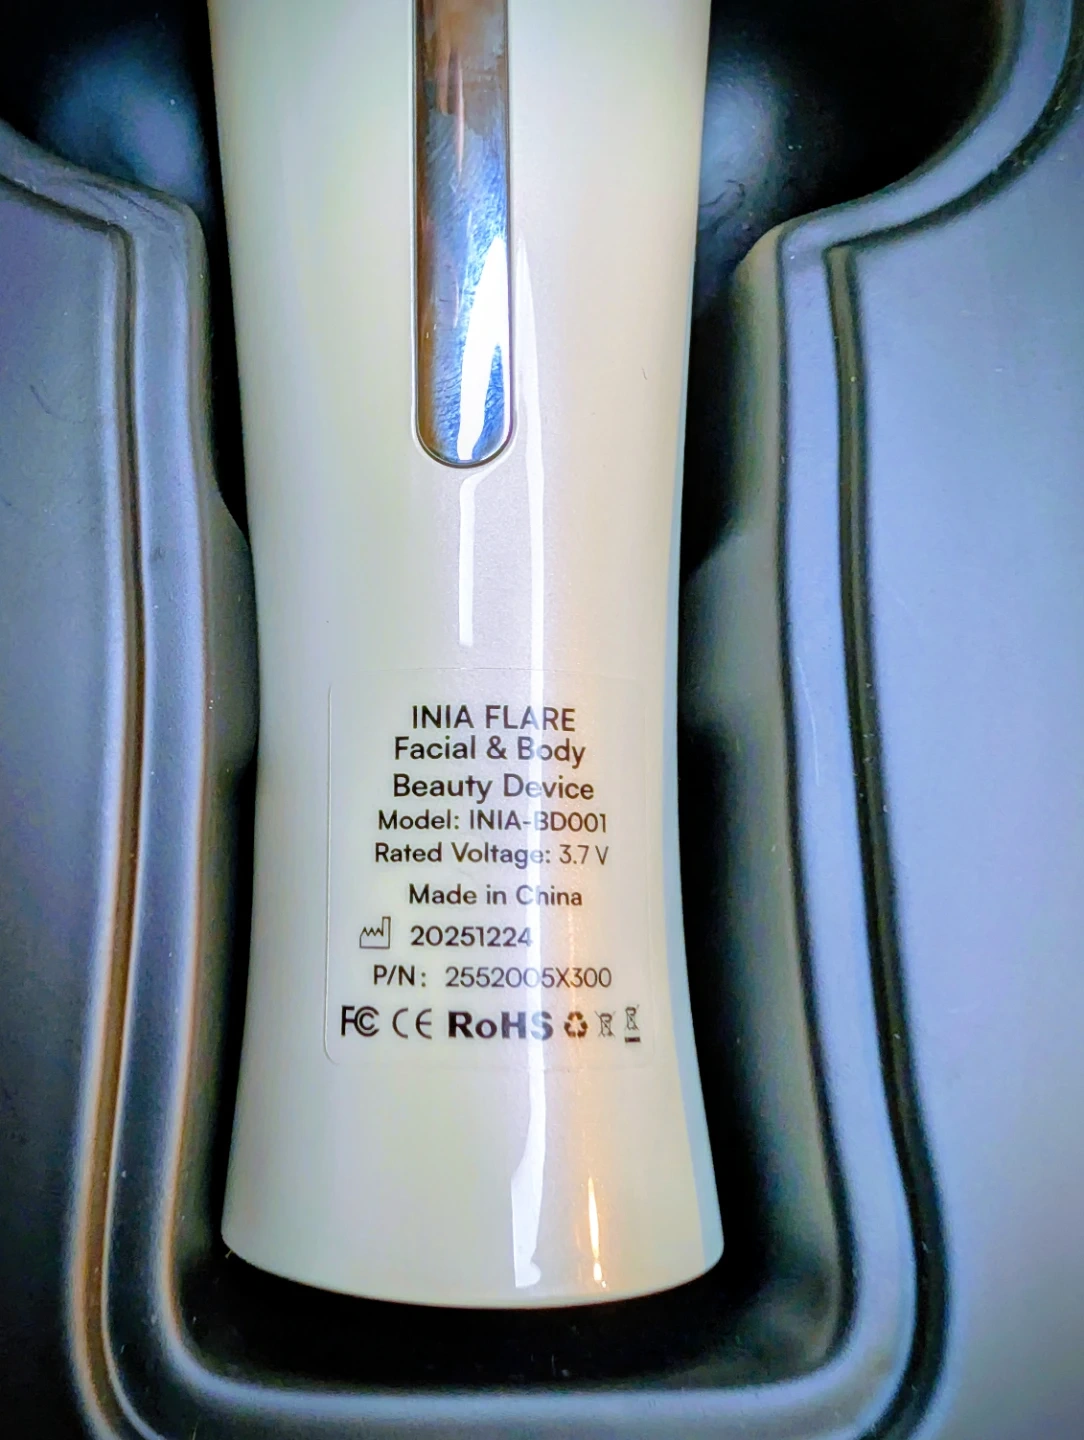 INIA FLARE
Facial & Body
Beauty Device
Model: INIA-BD001
Rated Voltage: 3.7 V
Made in China
20251224
P/N: 2552005X300
FC CE RoHS